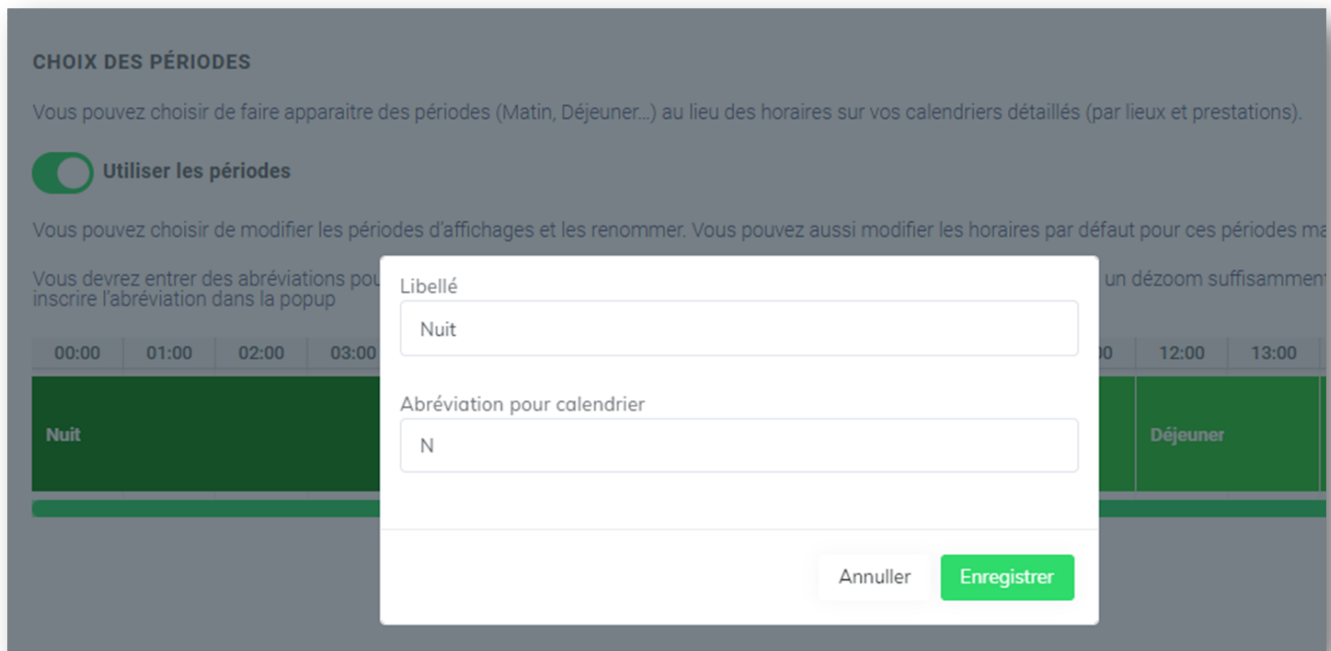 CHOIX DES PÉRIODES
Vous pouvez choisir de faire apparaitre des périodes (Matin, Déjeuner...) au lieu des horaires sur vos calendriers détaillés (par lieux et prestations).
Utiliser les périodes
Vous pouvez choisir de modifier les périodes d'affichages et les renommer. Vous pouvez aussi modifier les horaires par défaut pour ces périodes
Vous devrez entrer des abréviations un dézoom
inscrire l'abréviation dans la popup
Libellé
Nuit
Abréviation pour calendrier
N
00:00 01:00 02:00 03:00 12:00 13:00
Nuit Déjeuner
Annuller Enregistrer